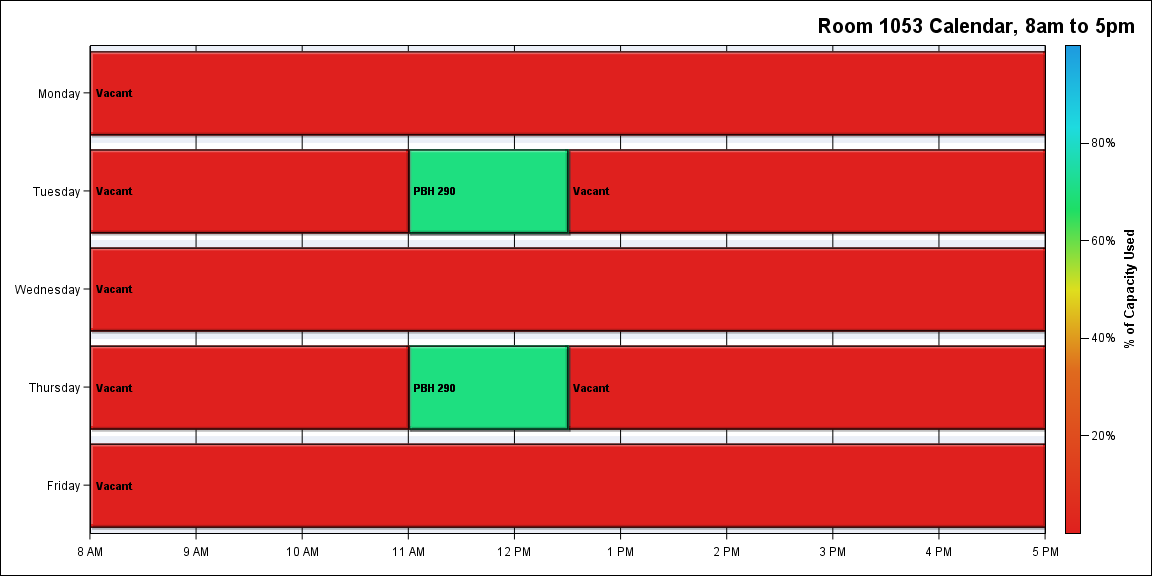 Room 1053 Calendar, 8am to 5pm
Monday
Vacant
Tuesday
Vacant
PBH 290
Vacant
Wednesday
Vacant
Thursday
Vacant
PBH 290
Vacant
Friday
Vacant
8 AM
9 AM
10 AM
11 AM
12 PM
1 PM
2 PM
3 PM
4 PM
5 PM
80%
60%
40%
20%
% of Capacity Used